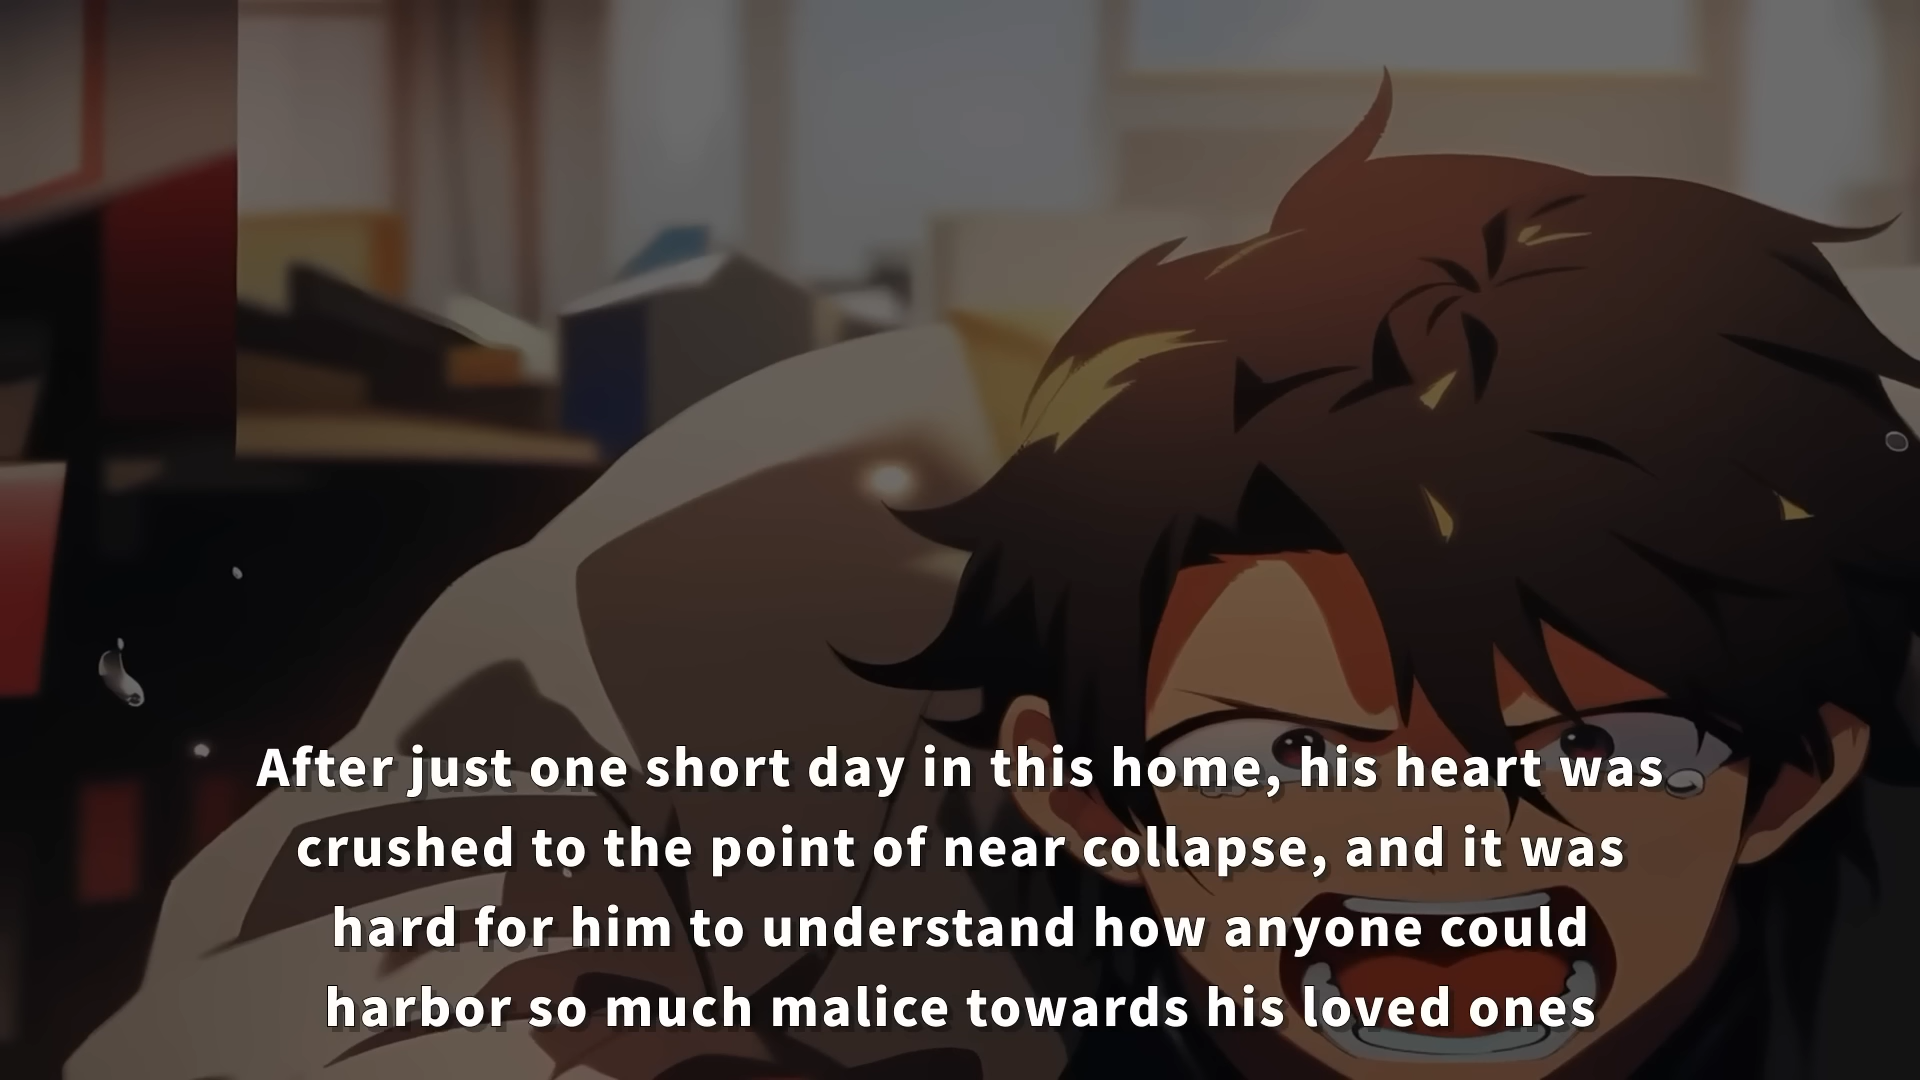 After just one short day in this home, his heart was
crushed to the point of near collapse, and it was
hard for him to understand how anyone could
harbor so much malice towards his loved ones